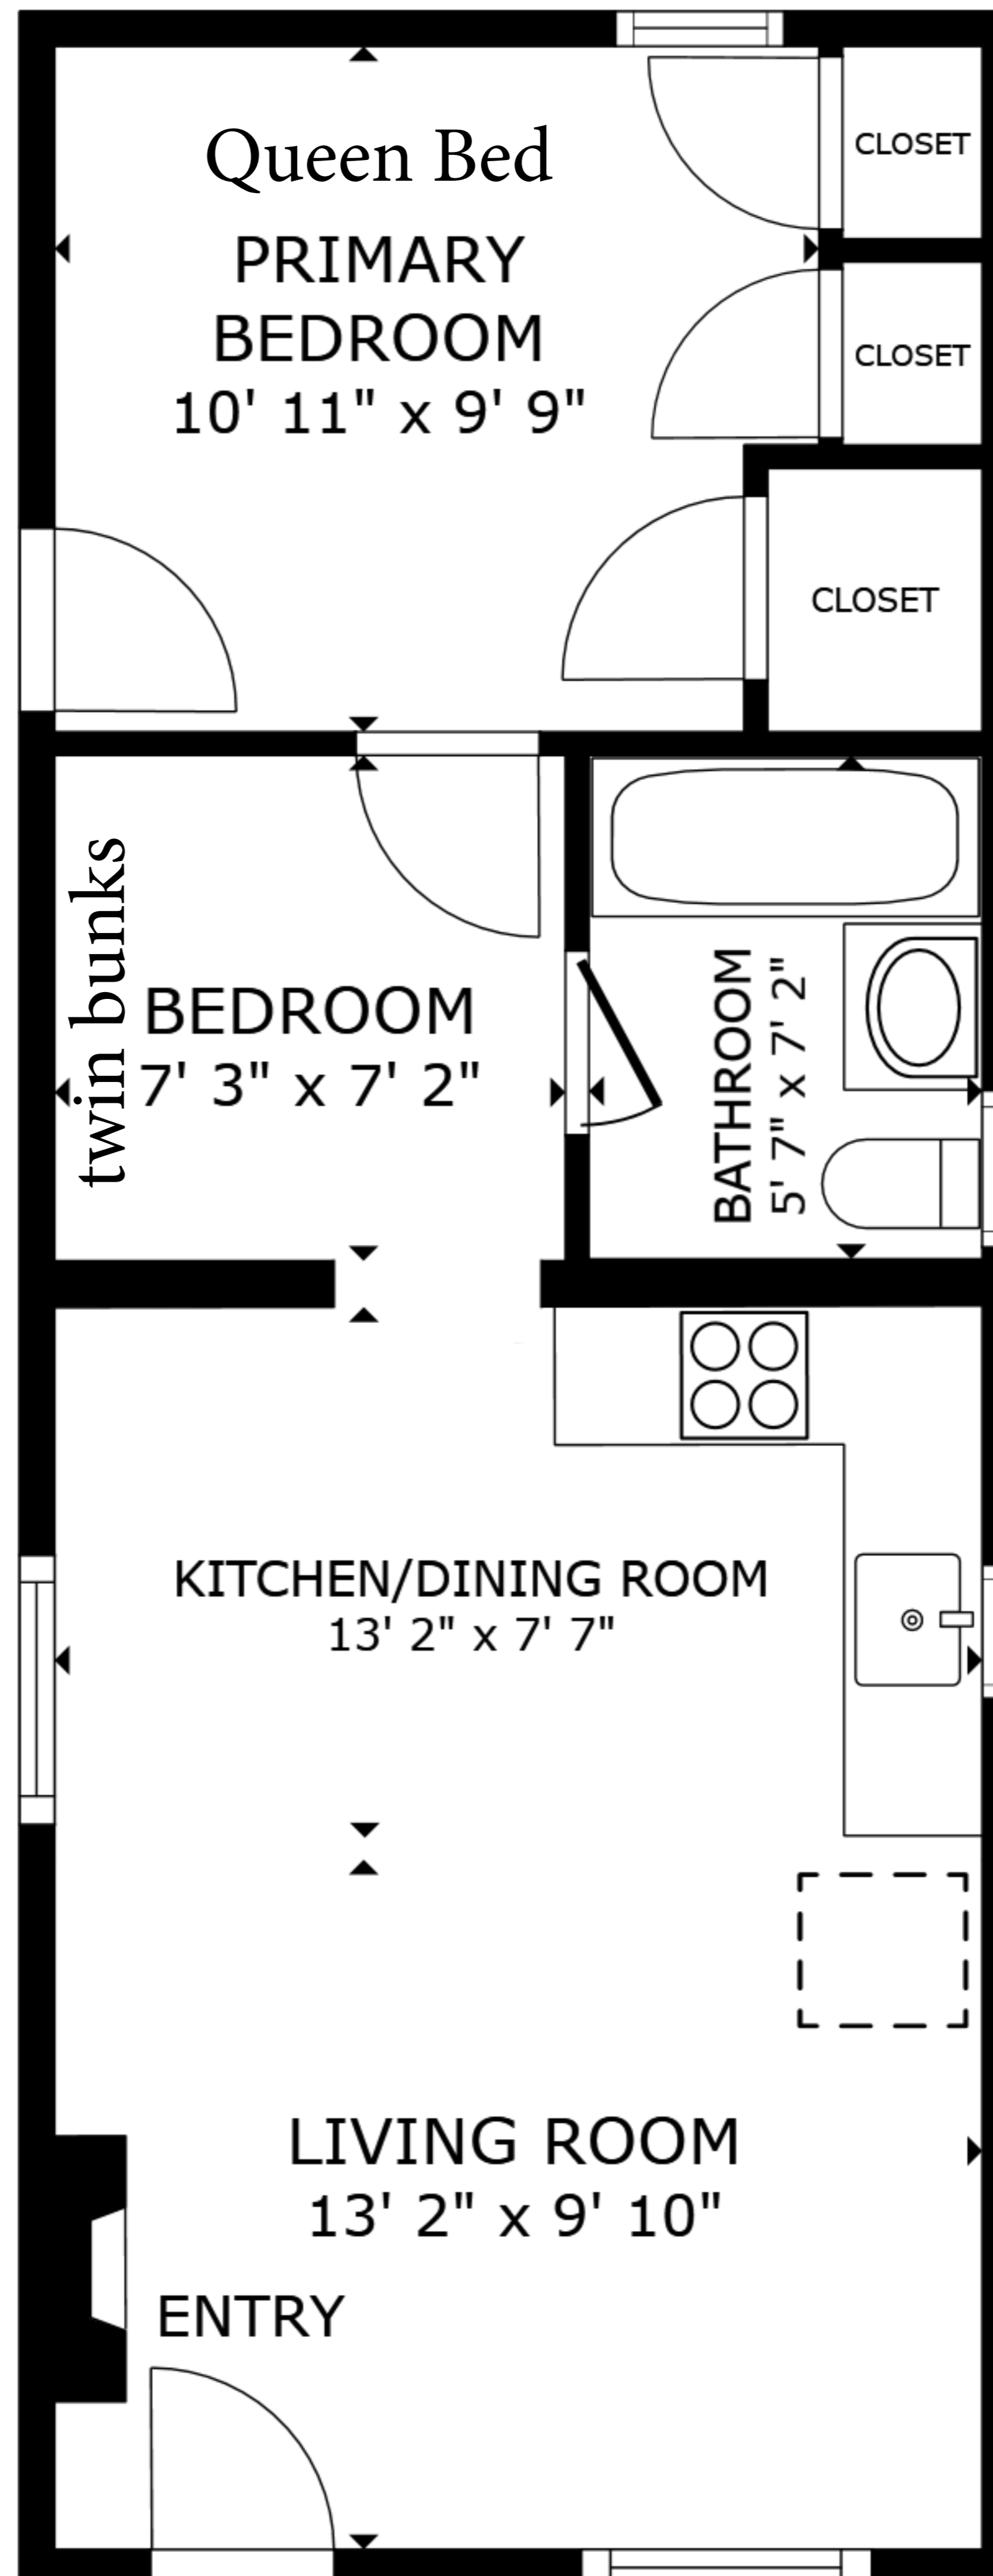 Queen Bed
PRIMARY
BEDROOM
10' 11" x 9' 9"
CLOSET
CLOSET
CLOSET
twin bunks
BEDROOM
7' 3" x 7' 2"
BATHROOM
5' 7" x 7' 2"
KITCHEN/DINING ROOM
13' 2" x 7' 7"
LIVING ROOM
13' 2" x 9' 10"
ENTRY